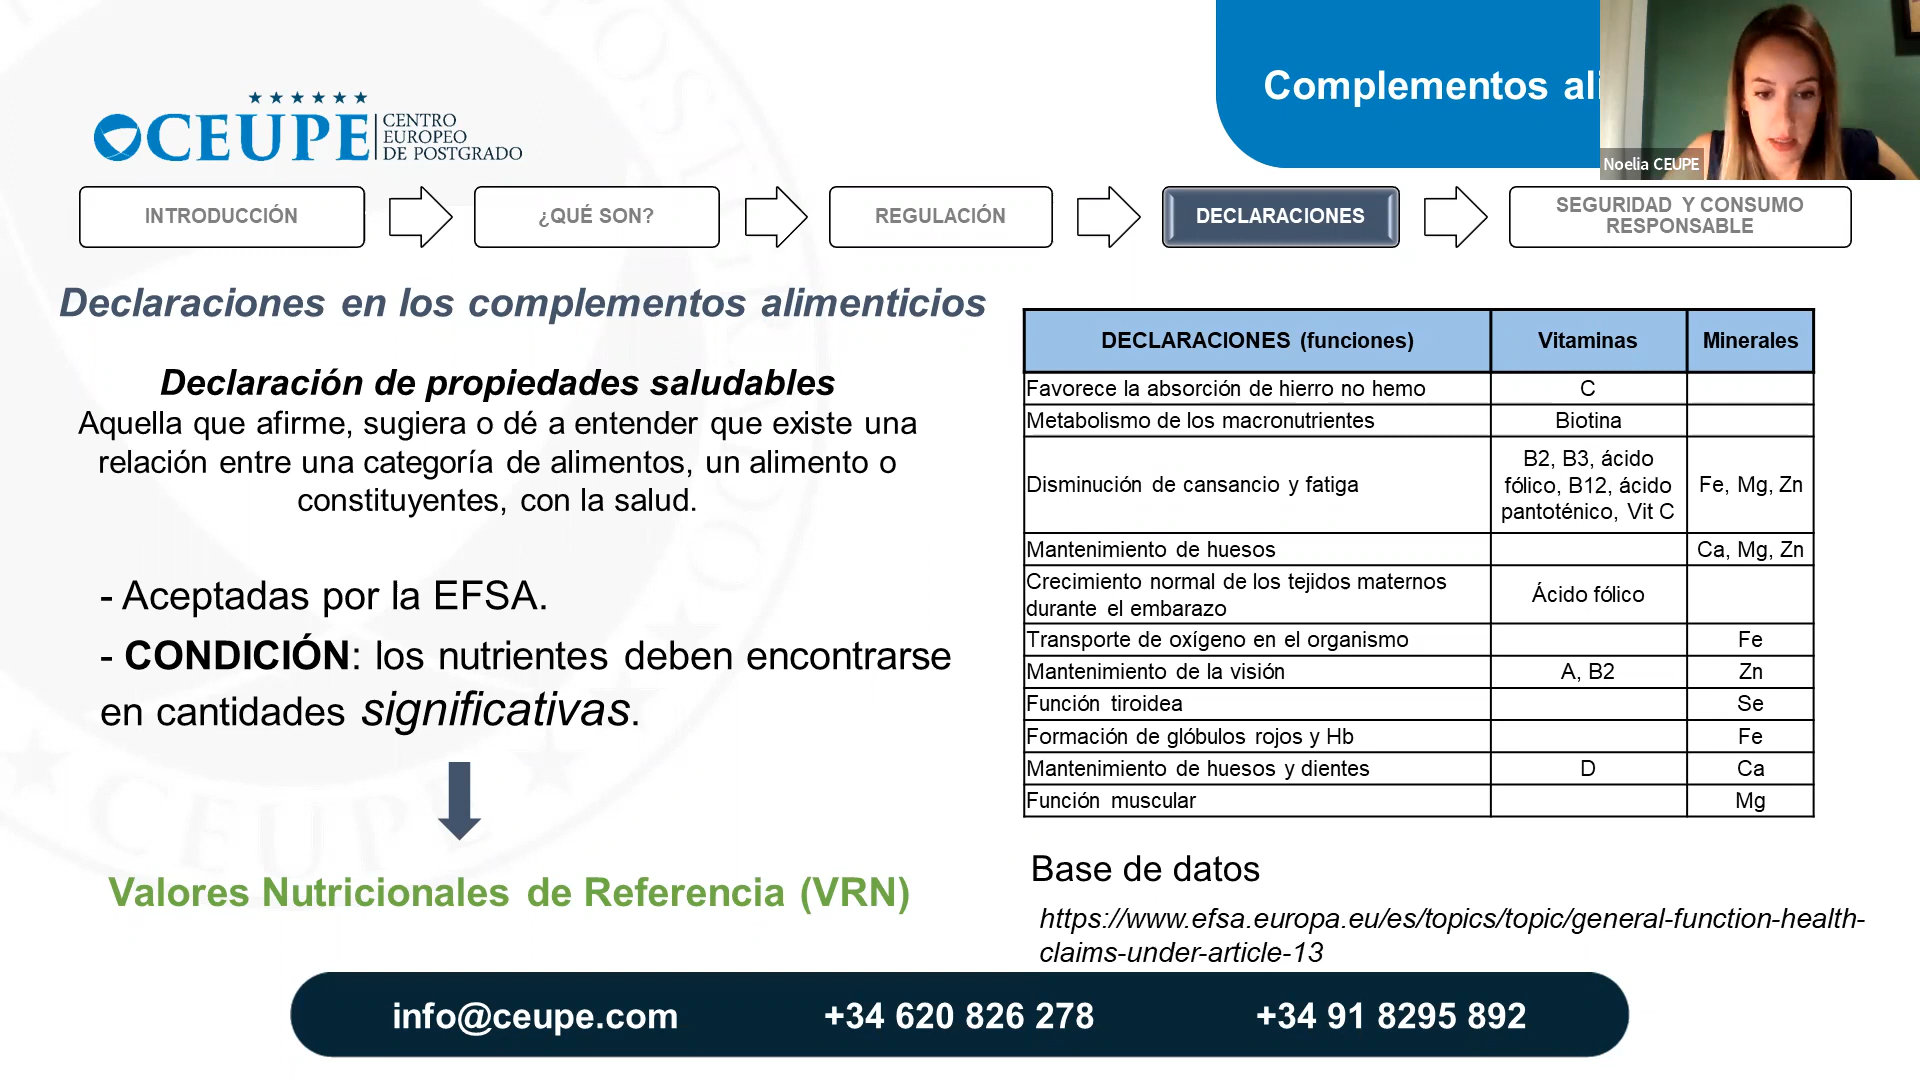 Complementos ali
Noelia CEUPE
CEUPE
CENTRO
EUROPEO
DE POSTGRADO
INTRODUCCIÓN
¿QUÉ SON?
REGULACIÓN
DECLARACIONES
SEGURIDAD Y CONSUMO
RESPONSABLE
Declaraciones en los complementos alimenticios
Declaración de propiedades saludables
Aquella que afirme, sugiera o dé a entender que existe una
relación entre una categoría de alimentos, un alimento o
constituyentes, con la salud.
- Aceptadas por la EFSA.
- CONDICIÓN: los nutrientes deben encontrarse
en cantidades significativas.
Valores Nutricionales de Referencia (VRN)
DECLARACIONES (funciones) Vitaminas Minerales
Favorece la absorción de hierro no hemo C
Metabolismo de los macronutrientes Biotina
Disminución de cansancio y fatiga B2, B3, ácido
fólico, B12, ácido
pantoténico, Vit C Fe, Mg, Zn
Mantenimiento de huesos Ca, Mg, Zn
Crecimiento normal de los tejidos maternos
durante el embarazo Ácido fólico
Transporte de oxígeno en el organismo Fe
Mantenimiento de la visión A, B2 Zn
Función tiroidea Se
Formación de glóbulos rojos y Hb Fe
Mantenimiento de huesos y dientes D Ca
Función muscular Mg
Base de datos
https://www.efsa.europa.eu/es/topics/topic/general-function-health-
claims-under-article-13
info@ceupe.com +34 620 826 278 +34 91 8295 892
CEUPE